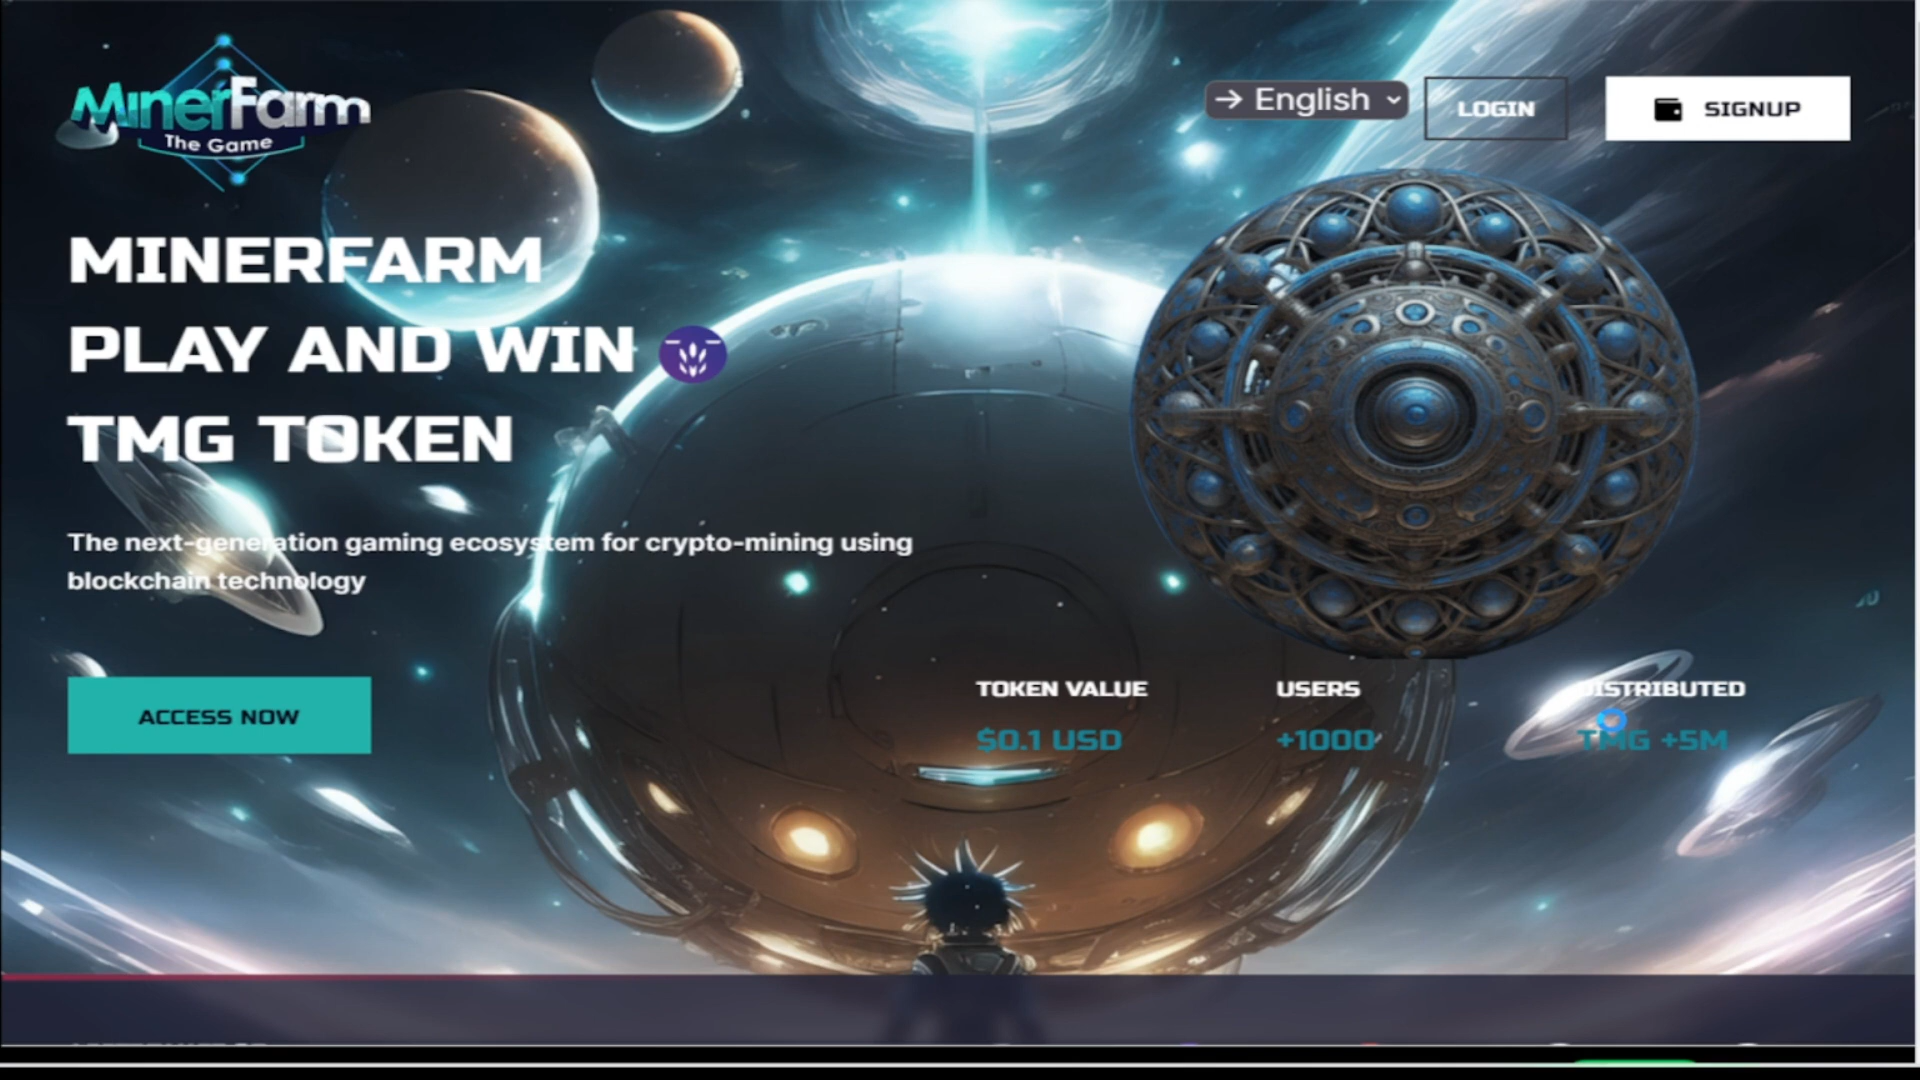 MinerFarm
The Game
→ English
LOGIN
SIGNUP
MINERFARM
PLAY AND WIN
TMG TOKEN
The next-generation gaming ecosystem for crypto-mining using
blockchain technology
ACCESS NOW
TOKEN VALUE
$0.1 USD
USERS
+1000
DISTRIBUTED
TMG +5M